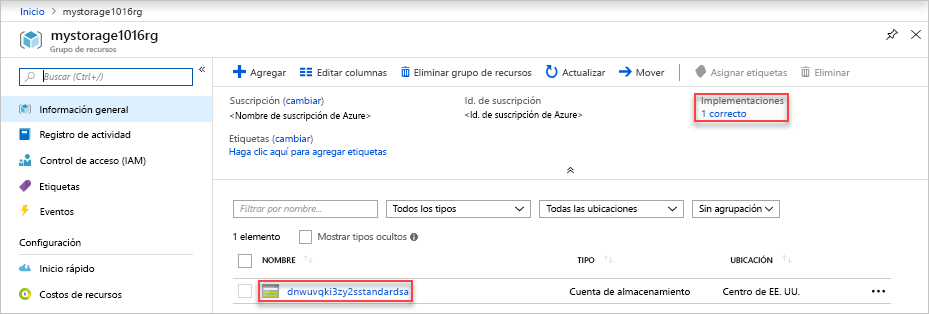 Inicio > mystorage1016rg
mystorage1016rg
Grupo de recursos
Buscar (Ctrl+/)
Información general
Registro de actividad
Control de acceso (IAM)
Etiquetas
Eventos
Configuración
Inicio rápido
Costos de recursos
Agregar Editar columnas Eliminar grupo de recursos Actualizar Mover Asignar etiquetas Eliminar
Suscripción (cambiar) Id. de suscripción Implementaciones
<Nombre de suscripción de Azure> <Id. de suscripción de Azure> 1 correcto
Etiquetas (cambiar)
Haga clic aquí para agregar etiquetas
Filtrar por nombre... Todos los tipos Todas las ubicaciones Sin agrupación
1 elemento Mostrar tipos ocultos
NOMBRE TIPO UBICACIÓN
dnwuvqki3zy2sstandardsa Cuenta de almacenamiento Centro de EE. UU.